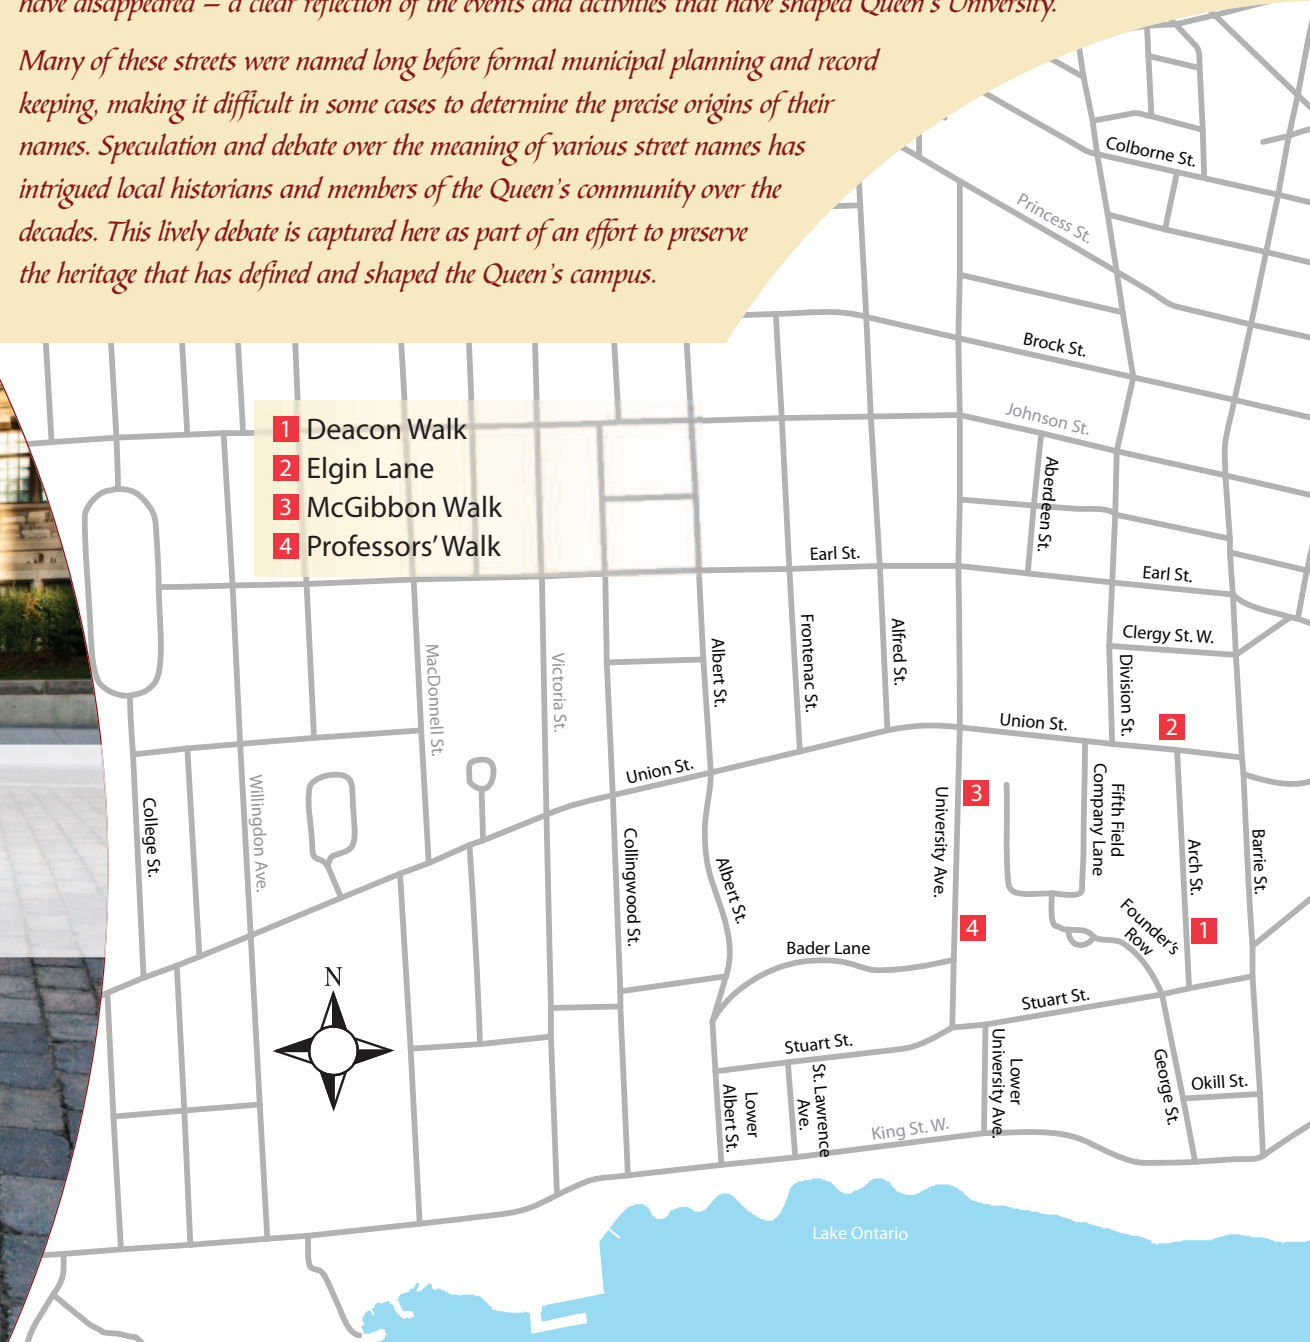 have disappeared – a clear reflection of the events and activities that have shaped Queen's University.
Many of these streets were named long before formal municipal planning and record
keeping, making it difficult in some cases to determine the precise origins of their
names. Speculation and debate over the meaning of various street names has
intrigued local historians and members of the Queen's community over the
decades. This lively debate is captured here as part of an effort to preserve
the heritage that has defined and shaped the Queen's campus.
Colborne St.
Princess St.
Brock St.
Johnson St.
1 Deacon Walk
2 Elgin Lane
3 McGibbon Walk
4 Professors' Walk
Aberdeen St.
Earl St.
Earl St.
Clergy St. W.
MacDonnell St.
Victoria St.
Albert St.
Frontenac St.
Alfred St.
Division St.
Union St.
2
Union St.
College St.
Willingdon Ave.
Collingwood St.
Albert St.
University Ave.
3
Fifth Field
Company Lane
Arch St.
Barrie St.
4
Founder's
Row
1
Bader Lane
N
Stuart St.
Stuart St.
Lower
Albert St.
St. Lawrence
Ave.
Lower
University Ave.
George St.
Okill St.
King St. W.
Lake Ontario